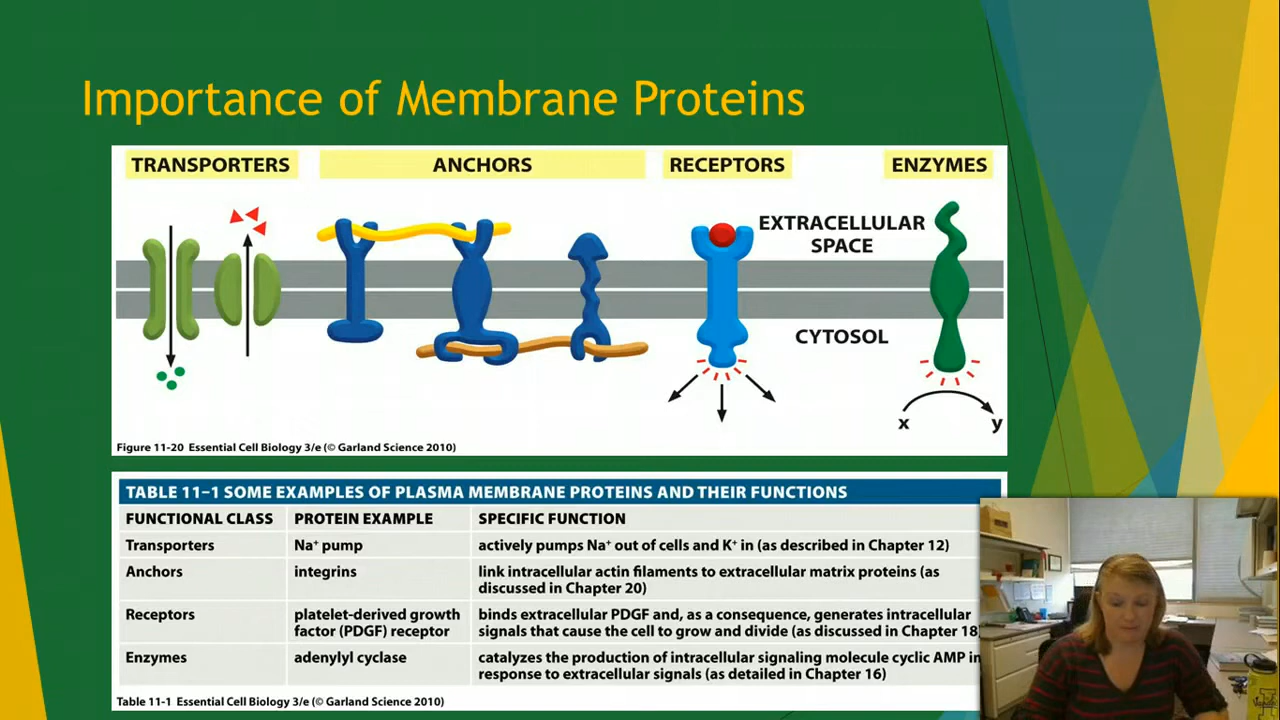 Importance of Membrane Proteins
TRANSPORTERS
ANCHORS
RECEPTORS
ENZYMES
EXTRACELLULAR
SPACE
CYTOSOL
x
y
Figure 11-20 Essential Cell Biology 3/e (© Garland Science 2010)
TABLE 11–1 SOME EXAMPLES OF PLASMA MEMBRANE PROTEINS AND THEIR FUNCTIONS
FUNCTIONAL CLASS PROTEIN EXAMPLE SPECIFIC FUNCTION
Transporters Na⁺ pump actively pumps Na⁺ out of cells and K⁺ in (as described in Chapter 12)
Anchors integrins link intracellular actin filaments to extracellular matrix proteins (as
discussed in Chapter 20)
Receptors platelet-derived growth binds extracellular PDGF and, as a consequence, generates intracellular
factor (PDGF) receptor signals that cause the cell to grow and divide (as discussed in Chapter 18
Enzymes adenylyl cyclase catalyzes the production of intracellular signaling molecule cyclic AMP in
response to extracellular signals (as detailed in Chapter 16)
Table 11-1 Essential Cell Biology 3/e (© Garland Science 2010)